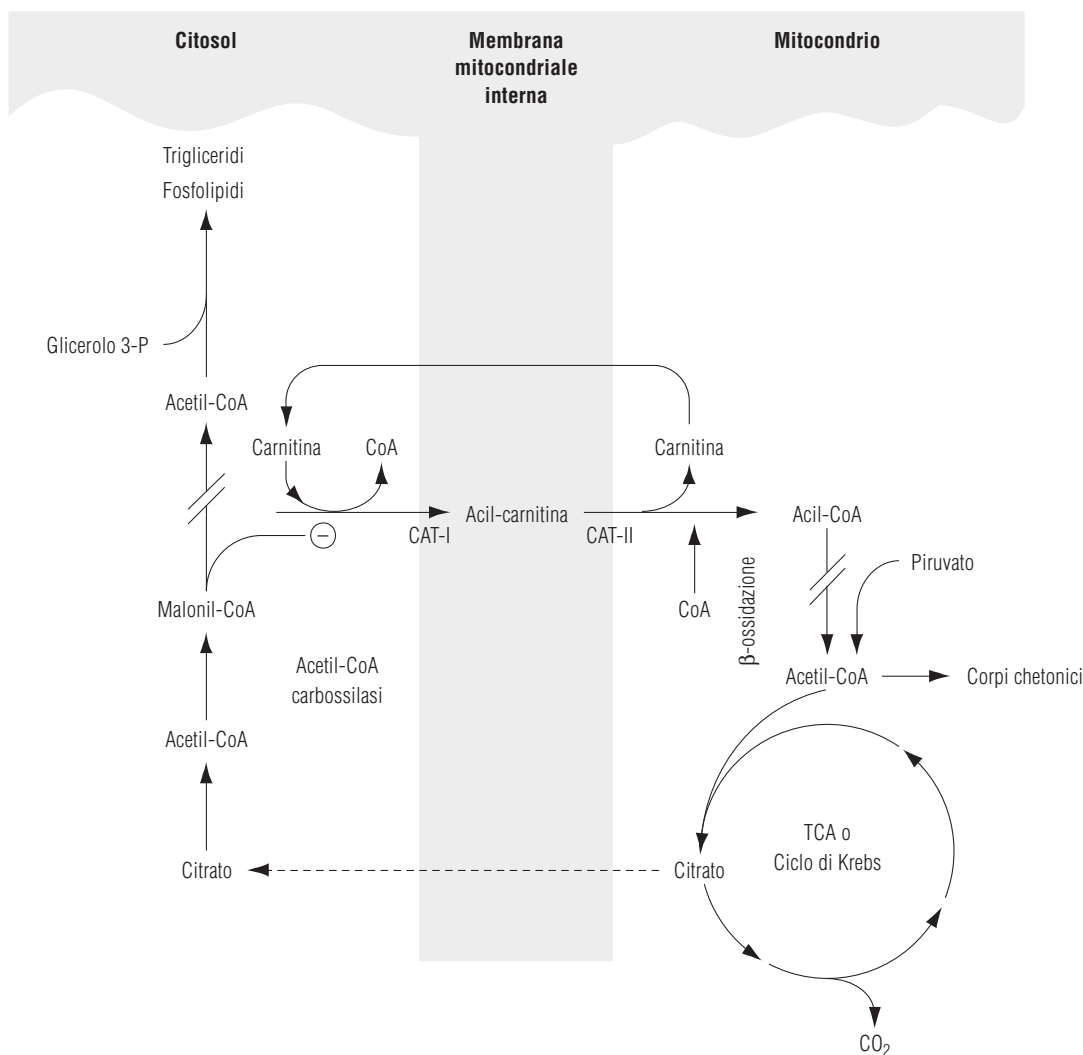 Citosol
Membrana
mitocondriale
interna
Mitocondrio
Trigliceridi
Fosfolipidi
Glicerolo 3-P
Acetil-CoA
Carnitina
CoA
Carnitina
CAT-I
Acil-carnitina
CAT-II
Acil-CoA
−
CoA
β-ossidazione
Piruvato
Malonil-CoA
Acetil-CoA
carbossilasi
Acetil-CoA
Corpi chetonici
Acetil-CoA
TCA o
Ciclo di Krebs
Citrato
Citrato
CO₂